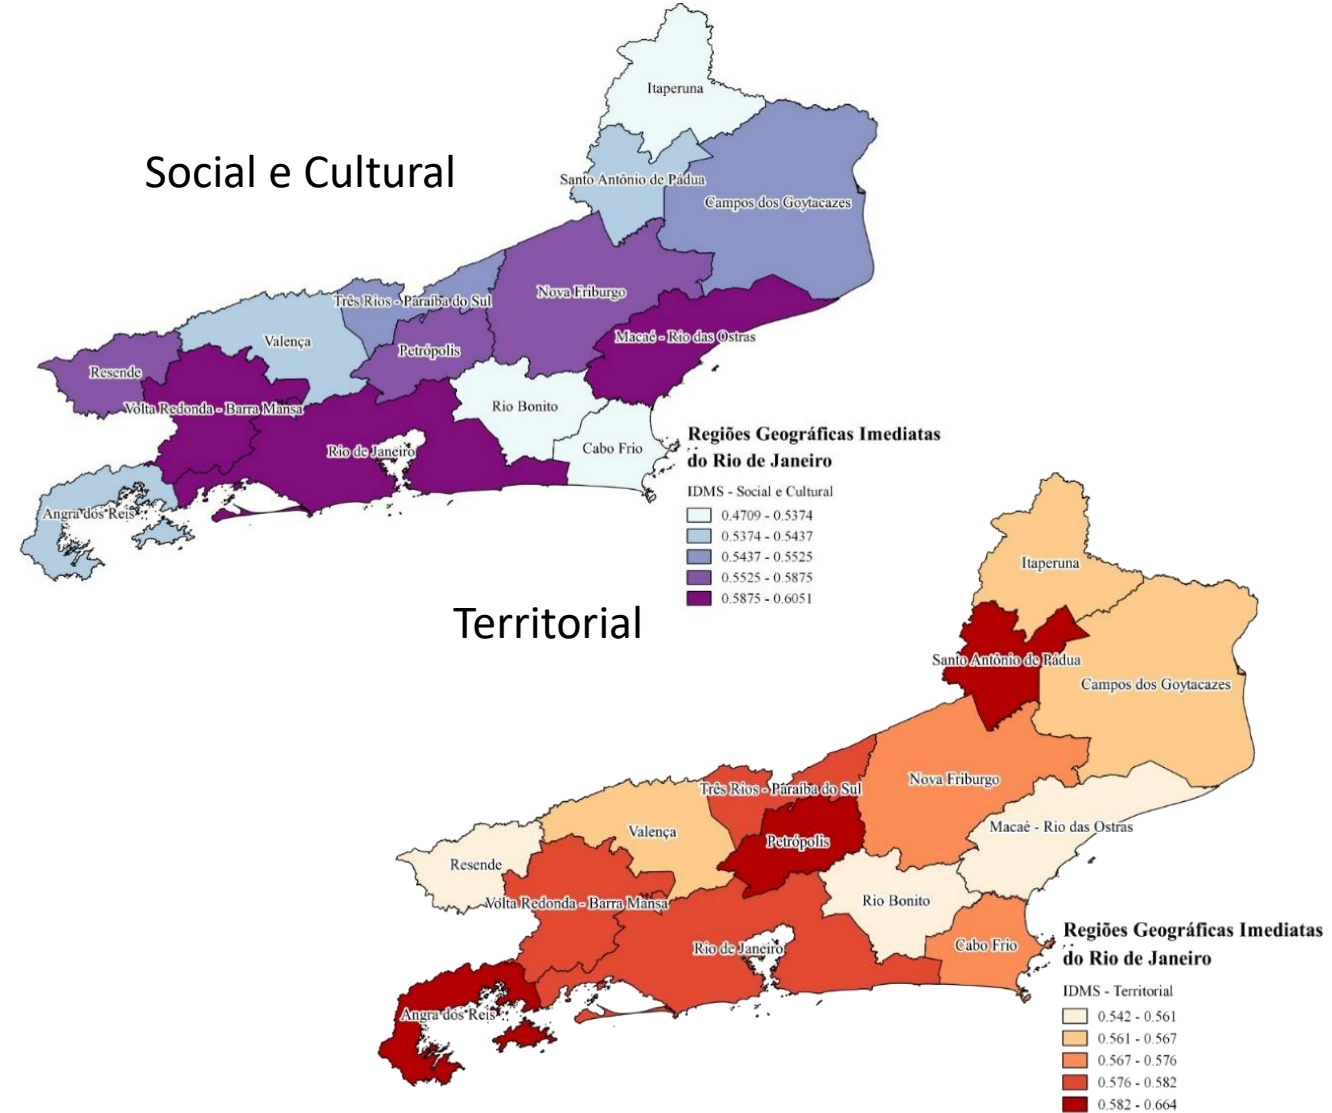 Social e Cultural
Itaperuna
Santo Antônio de Pádua
Campos dos Goytacazes
Três Rios - Paraíba do Sul
Nova Friburgo
Valença
Petrópolis
Macaé - Rio das Ostras
Resende
Volta Redonda - Barra Mansa
Rio Bonito
Rio de Janeiro
Cabo Frio
Angra dos Reis
Regiões Geográficas Imediatas
do Rio de Janeiro
IDMS - Social e Cultural
0.4709 - 0.5374
0.5374 - 0.5437
0.5437 - 0.5525
0.5525 - 0.5875
0.5875 - 0.6051
Territorial
Itaperuna
Santo Antônio de Pádua
Campos dos Goytacazes
Três Rios - Paraíba do Sul
Nova Friburgo
Valença
Petrópolis
Macaé - Rio das Ostras
Resende
Volta Redonda - Barra Mansa
Rio Bonito
Rio de Janeiro
Cabo Frio
Angra dos Reis
Regiões Geográficas Imediatas
do Rio de Janeiro
IDMS - Territorial
0.542 - 0.561
0.561 - 0.567
0.567 - 0.576
0.576 - 0.582
0.582 - 0.664